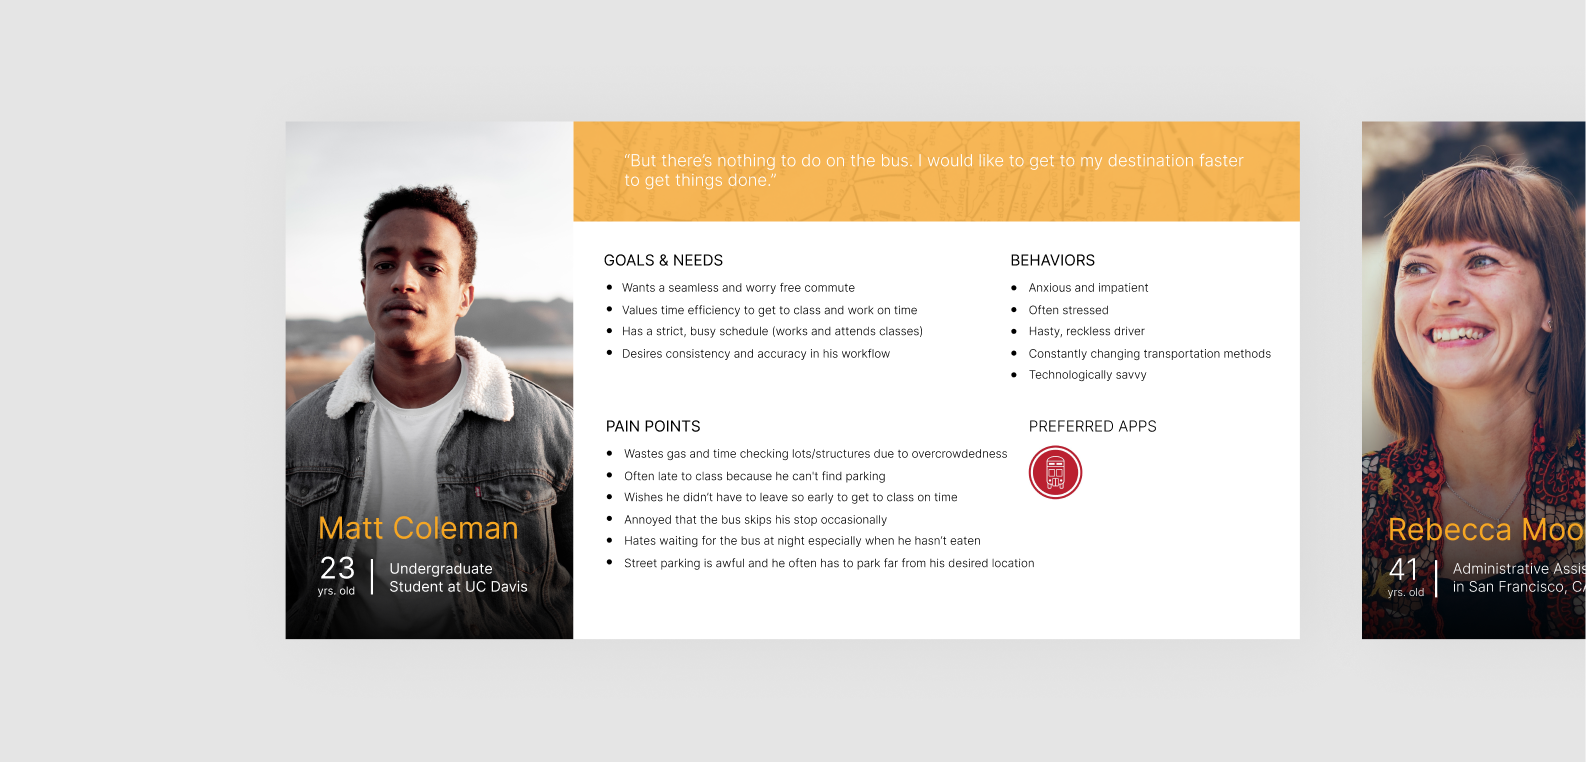 “But there’s nothing to do on the bus. I would like to get to my destination faster
to get things done.”
GOALS & NEEDS
Wants a seamless and worry free commute
Values time efficiency to get to class and work on time
Has a strict, busy schedule (works and attends classes)
Desires consistency and accuracy in his workflow
BEHAVIORS
Anxious and impatient
Often stressed
Hasty, reckless driver
Constantly changing transportation methods
Technologically savvy
PAIN POINTS
Wastes gas and time checking lots/structures due to overcrowdedness
Often late to class because he can't find parking
Wishes he didn’t have to leave so early to get to class on time
Annoyed that the bus skips his stop occasionally
Hates waiting for the bus at night especially when he hasn't eaten
Street parking is awful and he often has to park far from his desired location
PREFERRED APPS
Matt Coleman
23
yrs. old
Undergraduate
Student at UC Davis
Rebecca Moo
41
yrs. old
Administrative Assis
in San Francisco, CA